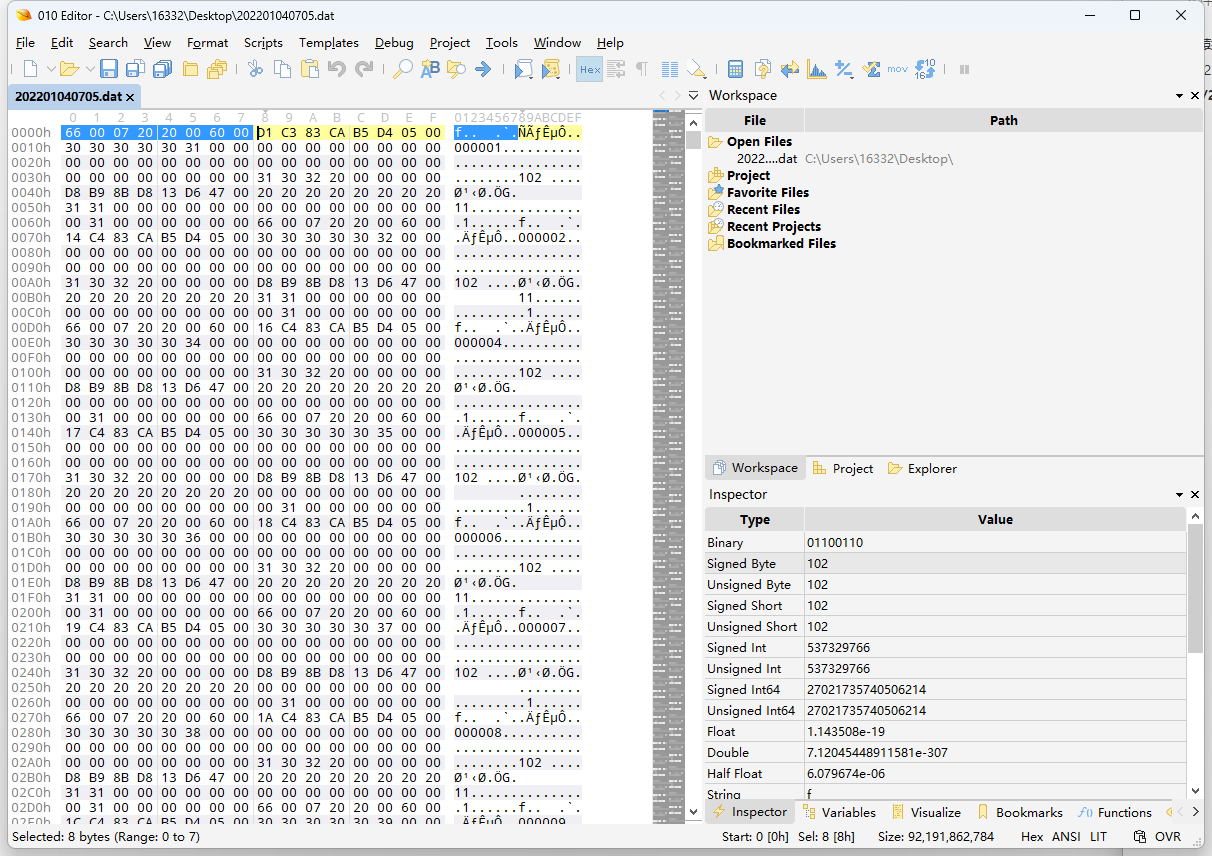 010 Editor - C:\Users\16332\Desktop\202201040705.dat
File Edit Search View Format Scripts Templates Debug Project Tools Window Help
202201040705.dat
Workspace
0 1 2 3 4 5 6 7 8 9 A B C D E F 0123456789ABCDEF
0000h 66 00 07 20 20 00 60 00 D1 C3 83 CA B5 D4 05 00 f.. .`.ÑÃƒÊµÔ..
0010h 30 30 30 30 30 31 00 00 00 00 00 00 00 00 00 00 000001..........
0020h 00 00 00 00 00 00 00 00 00 00 00 00 00 00 00 00 ................
0030h 00 00 00 00 00 00 00 00 31 30 32 20 00 00 00 00 ........102 ....
0040h D8 B9 8B D8 13 D6 47 00 20 20 20 20 20 20 20 20 Ø¹‹Ø.ÖG.
0050h 31 31 00 00 00 00 00 00 00 00 00 00 00 00 00 00 11..............
0060h 00 31 00 00 00 00 00 00 66 00 07 20 20 00 60 00 .1......f.. .`.
0070h 14 C4 83 CA B5 D4 05 00 30 30 30 30 30 32 00 00 .ÄƒÊµÔ..000002..
0080h 00 00 00 00 00 00 00 00 00 00 00 00 00 00 00 00 ................
0090h 00 00 00 00 00 00 00 00 00 00 00 00 00 00 00 00 ................
00A0h 31 30 32 20 00 00 00 00 D8 B9 8B D8 13 D6 47 00 102 ....Ø¹‹Ø.ÖG.
00B0h 20 20 20 20 20 20 20 20 31 31 00 00 00 00 00 00 11......
00C0h 00 00 00 00 00 00 00 00 00 31 00 00 00 00 00 00 .........1......
00D0h 66 00 07 20 20 00 60 00 16 C4 83 CA B5 D4 05 00 f.. .`..ÄƒÊµÔ..
00E0h 30 30 30 30 30 34 00 00 00 00 00 00 00 00 00 00 000004..........
00F0h 00 00 00 00 00 00 00 00 00 00 00 00 00 00 00 00 ................
0100h 00 00 00 00 00 00 00 00 31 30 32 20 00 00 00 00 ........102 ....
0110h D8 B9 8B D8 13 D6 47 00 20 20 20 20 20 20 20 20 Ø¹‹Ø.ÖG.
0120h 00 00 00 00 00 00 00 00 00 00 00 00 00 00 00 00 ................
0130h 00 31 00 00 00 00 00 00 66 00 07 20 20 00 60 00 .1......f.. .`.
0140h 17 C4 83 CA B5 D4 05 00 30 30 30 30 30 35 00 00 .ÄƒÊµÔ..000005..
0150h 00 00 00 00 00 00 00 00 00 00 00 00 00 00 00 00 ................
0160h 00 00 00 00 00 00 00 00 00 00 00 00 00 00 00 00 ................
0170h 31 30 32 20 00 00 00 00 D8 B9 8B D8 13 D6 47 00 102 ....Ø¹‹Ø.ÖG.
0180h 20 20 20 20 20 20 20 20 00 00 00 00 00 00 00 00 ........
0190h 00 00 00 00 00 00 00 00 00 31 00 00 00 00 00 00 .........1......
01A0h 66 00 07 20 20 00 60 00 18 C4 83 CA B5 D4 05 00 f.. .`..ÄƒÊµÔ..
01B0h 30 30 30 30 30 36 00 00 00 00 00 00 00 00 00 00 000006..........
01C0h 00 00 00 00 00 00 00 00 00 00 00 00 00 00 00 00 ................
01D0h 00 00 00 00 00 00 00 00 31 30 32 20 00 00 00 00 ........102 ....
01E0h D8 B9 8B D8 13 D6 47 00 20 20 20 20 20 20 20 20 Ø¹‹Ø.ÖG.
01F0h 31 31 00 00 00 00 00 00 00 00 00 00 00 00 00 00 11..............
0200h 00 31 00 00 00 00 00 00 66 00 07 20 20 00 60 00 .1......f.. .`.
0210h 19 C4 83 CA B5 D4 05 00 30 30 30 30 30 37 00 00 .ÄƒÊµÔ..000007..
0220h 00 00 00 00 00 00 00 00 00 00 00 00 00 00 00 00 ................
0230h 00 00 00 00 00 00 00 00 00 00 00 00 00 00 00 00 ................
0240h 31 30 32 20 00 00 00 00 D8 B9 8B D8 13 D6 47 00 102 ....Ø¹‹Ø.ÖG.
0250h 20 20 20 20 20 20 20 20 00 00 00 00 00 00 00 00 ........
0260h 00 00 00 00 00 00 00 00 00 31 00 00 00 00 00 00 .........1......
0270h 66 00 07 20 20 00 60 00 1A C4 83 CA B5 D4 05 00 f.. .`..ÄƒÊµÔ..
0280h 30 30 30 30 30 38 00 00 00 00 00 00 00 00 00 00 000008..........
0290h 00 00 00 00 00 00 00 00 00 00 00 00 00 00 00 00 ................
02A0h 00 00 00 00 00 00 00 00 31 30 32 20 00 00 00 00 ........102 ....
02B0h D8 B9 8B D8 13 D6 47 00 20 20 20 20 20 20 20 20 Ø¹‹Ø.ÖG.
02C0h 31 31 00 00 00 00 00 00 00 00 00 00 00 00 00 00 11..............
02D0h 00 31 00 00 00 00 00 00 66 00 07 20 20 00 60 00 .1......f.. .`.
02E0h 1C C4 83 CA B5 D4 05 00 30 30 30 30 30 39 00 00 .ÄƒÊµÔ..000009..
File Path
Open Files
2022....dat C:\Users\16332\Desktop\
Project
Favorite Files
Recent Files
Recent Projects
Bookmarked Files
Workspace Project Explorer
Inspector
Type Value
Binary 01100110
Signed Byte 102
Unsigned Byte 102
Signed Short 102
Unsigned Short 102
Signed Int 537329766
Unsigned Int 537329766
Signed Int64 27021735740506214
Unsigned Int64 27021735740506214
Float 1.143508e-19
Double 7.12045448911581e-307
Half Float 6.079674e-06
String f
Inspector Variables Visualize Bookmarks Functions
Selected: 8 bytes (Range: 0 to 7) Start: 0 [0h] Sel: 8 [8h] Size: 92,191,862,784 Hex ANSI LIT OVR